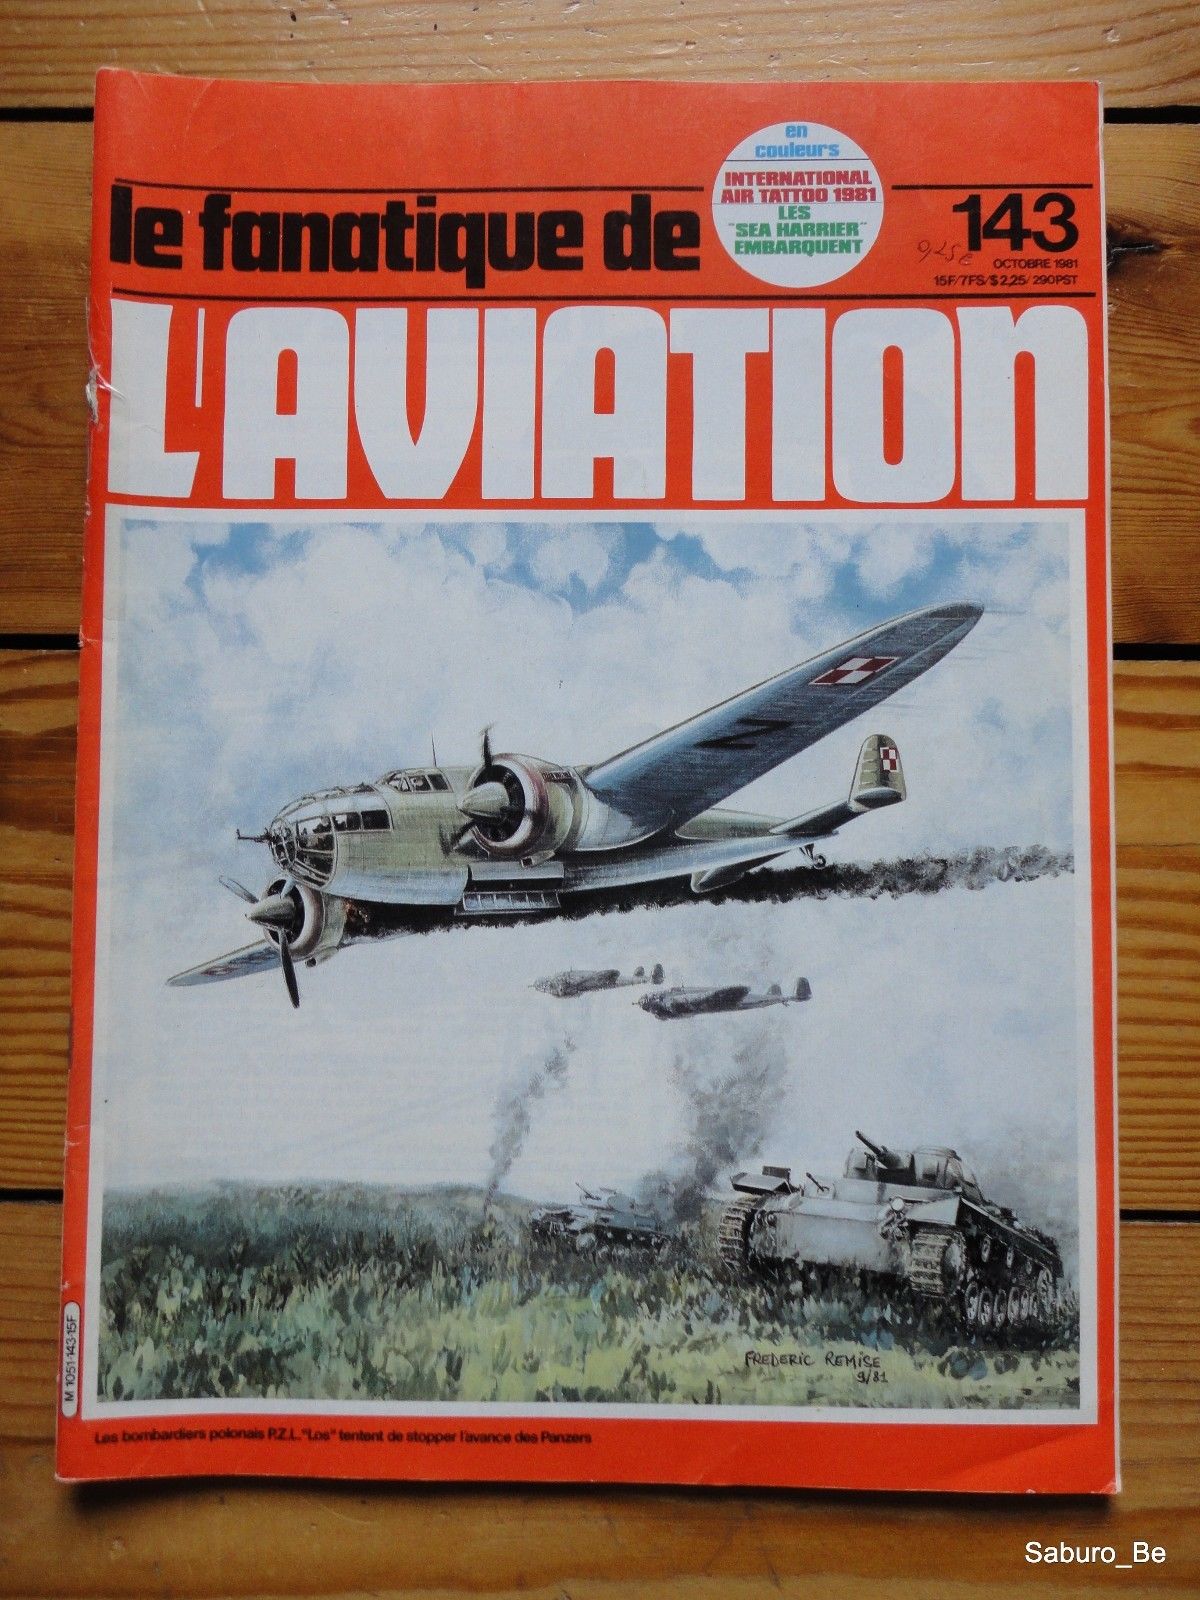 en
couleurs
INTERNATIONAL
AIR TATTOO 1981
LES
"SEA HARRIER"
EMBARQUENT
le fanatique de
143
9,25€
OCTOBRE 1981
15F/7FS/$2,25/290PST
L'AVIATION
Z
FREDERIC REMISE
9/81
M 1051-143-15F
Les bombardiers polonais P.Z.L. "Los" tentent de stopper l'avance des Panzers
Saburo_Be